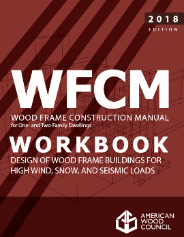 2018
EDITION
WFCM
WOOD FRAME CONSTRUCTION MANUAL
for One- and Two-Family Dwellings
WORKBOOK
DESIGN OF WOOD FRAME BUILDINGS FOR
HIGH WIND, SNOW, AND SEISMIC LOADS
AMERICAN
WOOD
COUNCIL